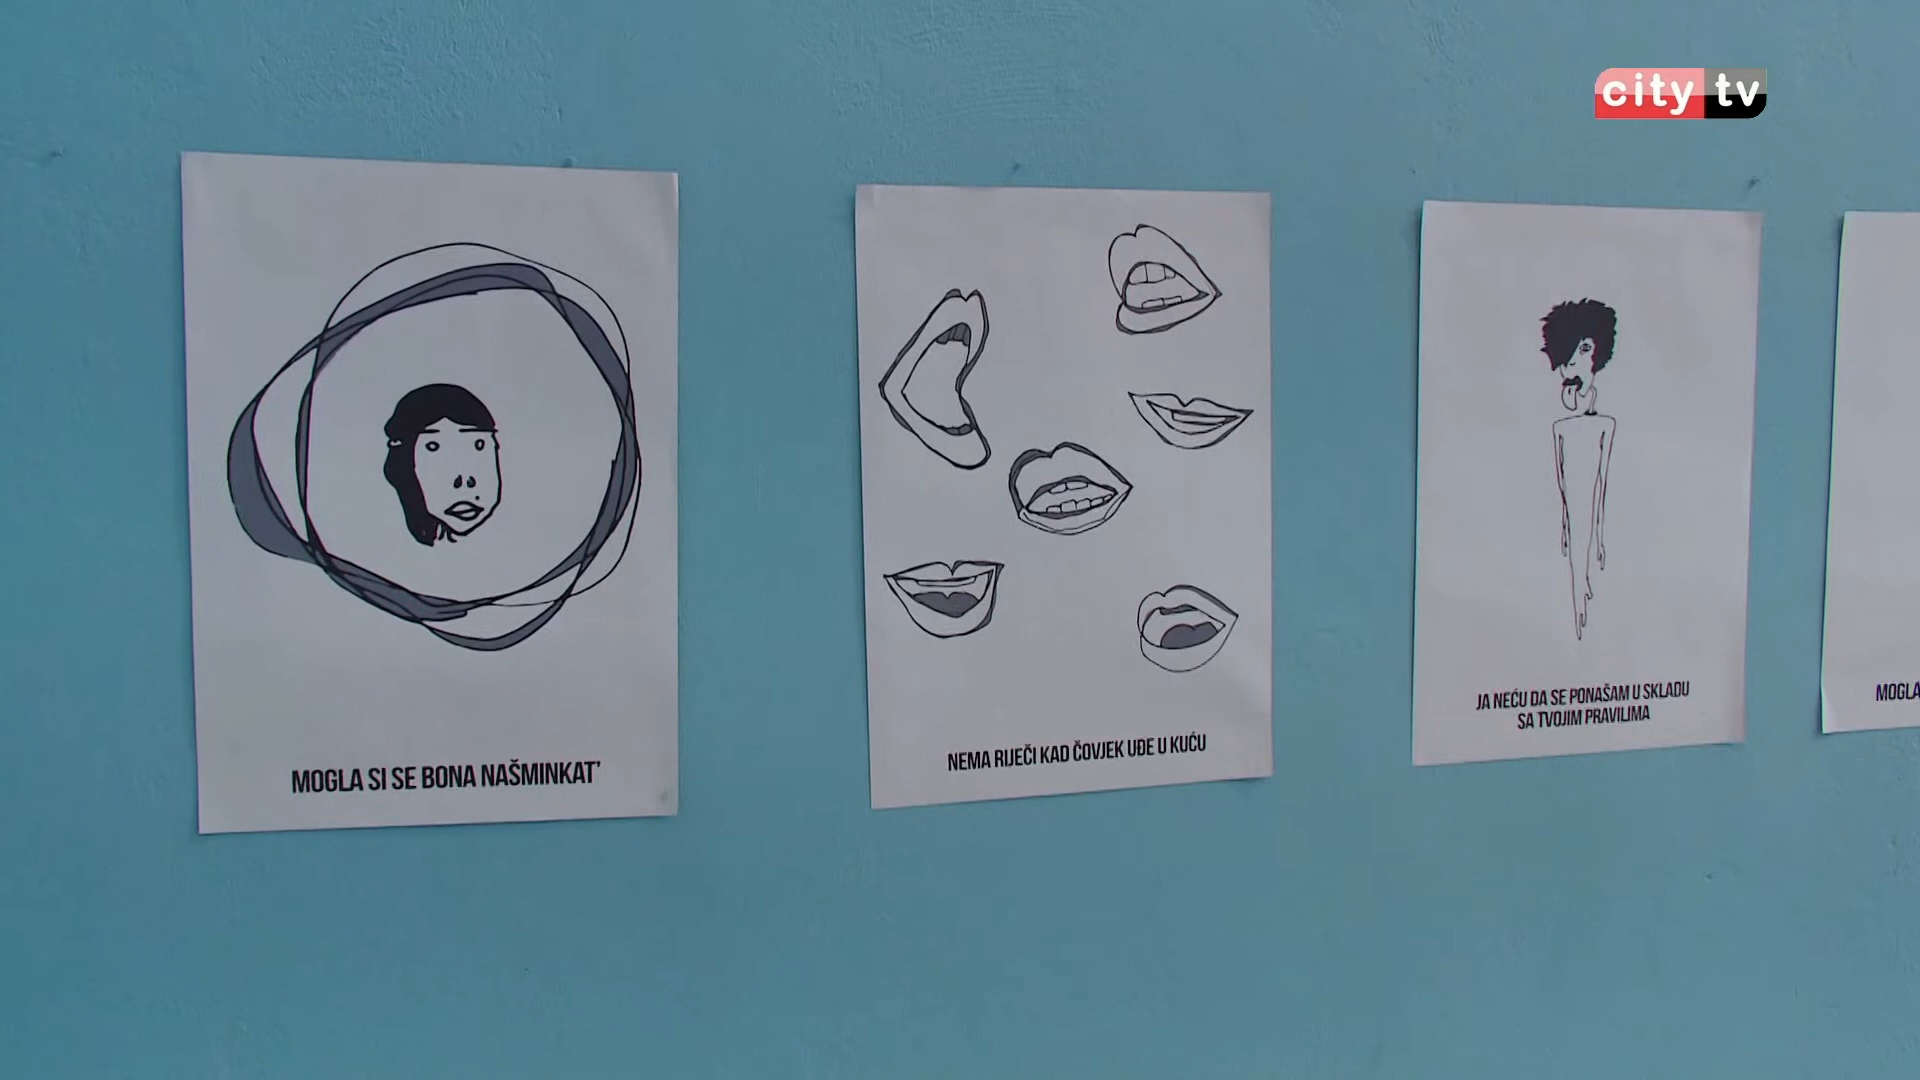 city tv
MOGLA SI SE BONA NAŠMINKAT'
NEMA RIJEČI KAD ČOVJEK UĐE U KUĆU
JA NEĆU DA SE PONAŠAM U SKLADU
SA TVOJIM PRAVILIMA
MOGLA